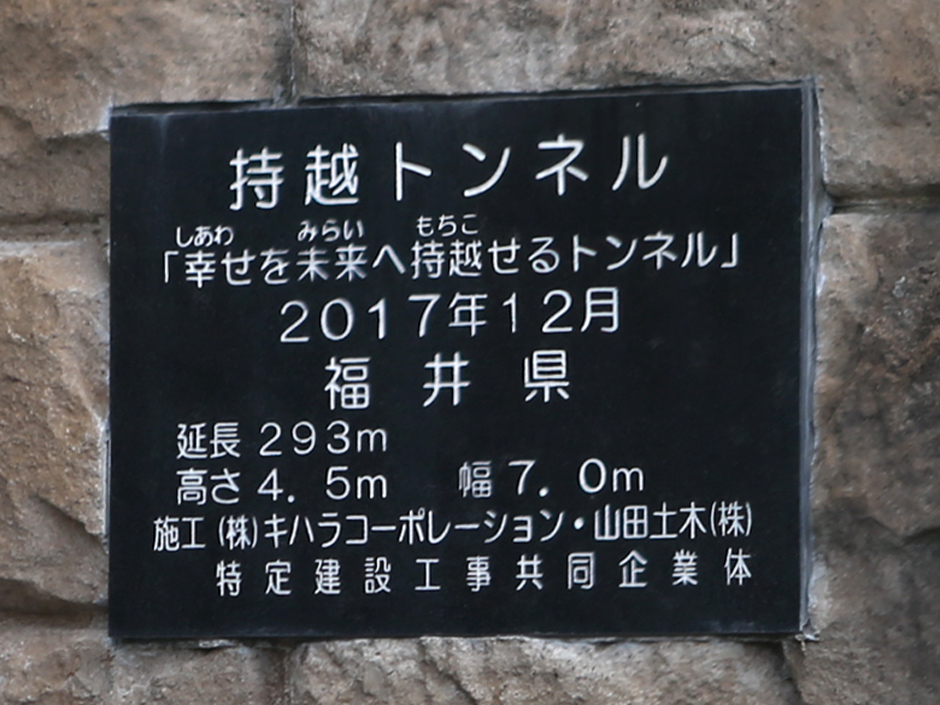 持越トンネル
しあわ みらい もちこ
「幸せを未来へ持越せるトンネル」
2017年12月
福井県
延長 293m
高さ 4．5m 幅 7．0m
施工 (株)キハラコーポレーション・山田土木(株)
特定建設工事共同企業体